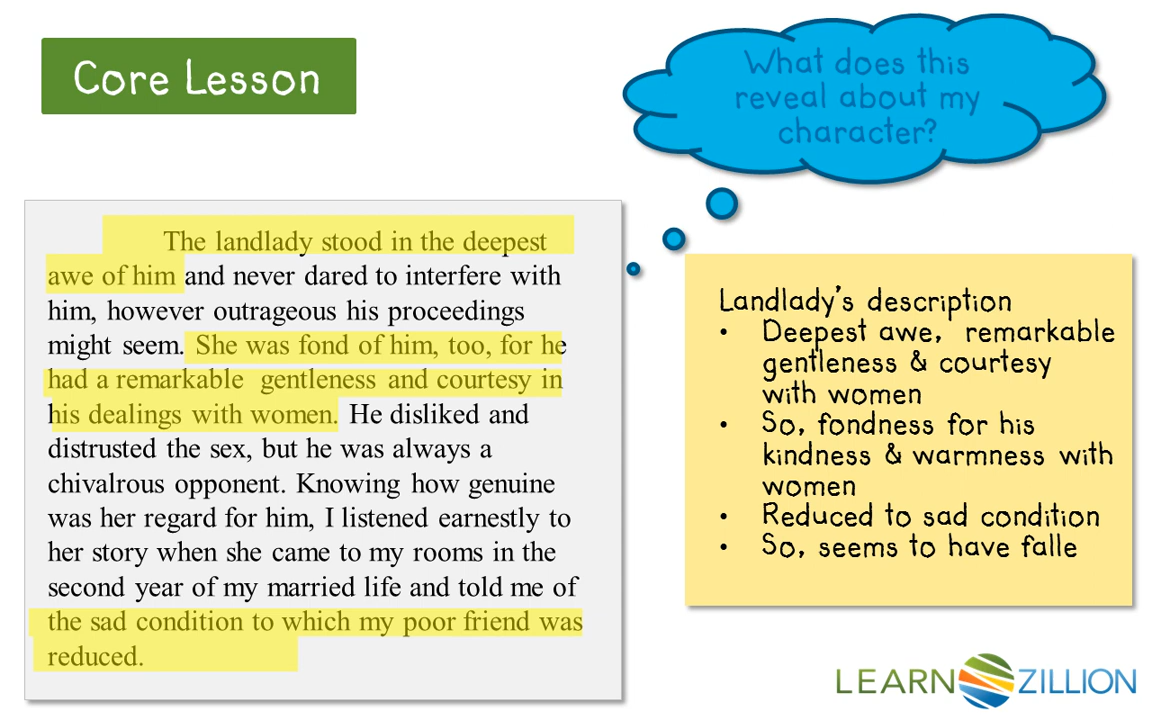 Core Lesson
What does this
reveal about my
character?
The landlady stood in the deepest
awe of him and never dared to interfere with
him, however outrageous his proceedings
might seem. She was fond of him, too, for he
had a remarkable gentleness and courtesy in
his dealings with women. He disliked and
distrusted the sex, but he was always a
chivalrous opponent. Knowing how genuine
was her regard for him, I listened earnestly to
her story when she came to my rooms in the
second year of my married life and told me of
the sad condition to which my poor friend was
reduced.
Landlady's description
• Deepest awe, remarkable
gentleness & courtesy
with women
• So, fondness for his
kindness & warmness with
women
• Reduced to sad condition
• So, seems to have falle
LEARN ZILLION